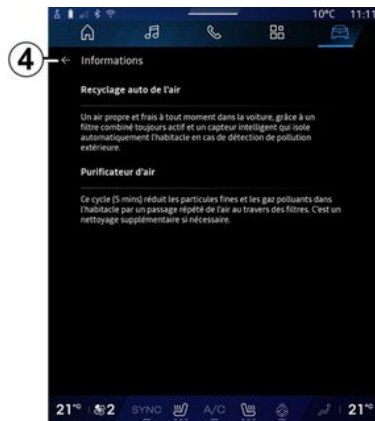 10°C 11:11
4
← Informations
Recyclage auto de l'air
Un air propre et frais à tout moment dans la voiture, grâce à un
filtre combiné toujours actif et un capteur intelligent qui isole
automatiquement l'habitacle en cas de détection de pollution
extérieure.
Purificateur d'air
Ce cycle (5 mins) réduit les particules fines et les gaz polluants dans
l'habitacle par un passage répété de l'air au travers des filtres. C'est un
nettoyage supplémentaire si nécessaire.
21°C 2 SYNC A/C 21°C